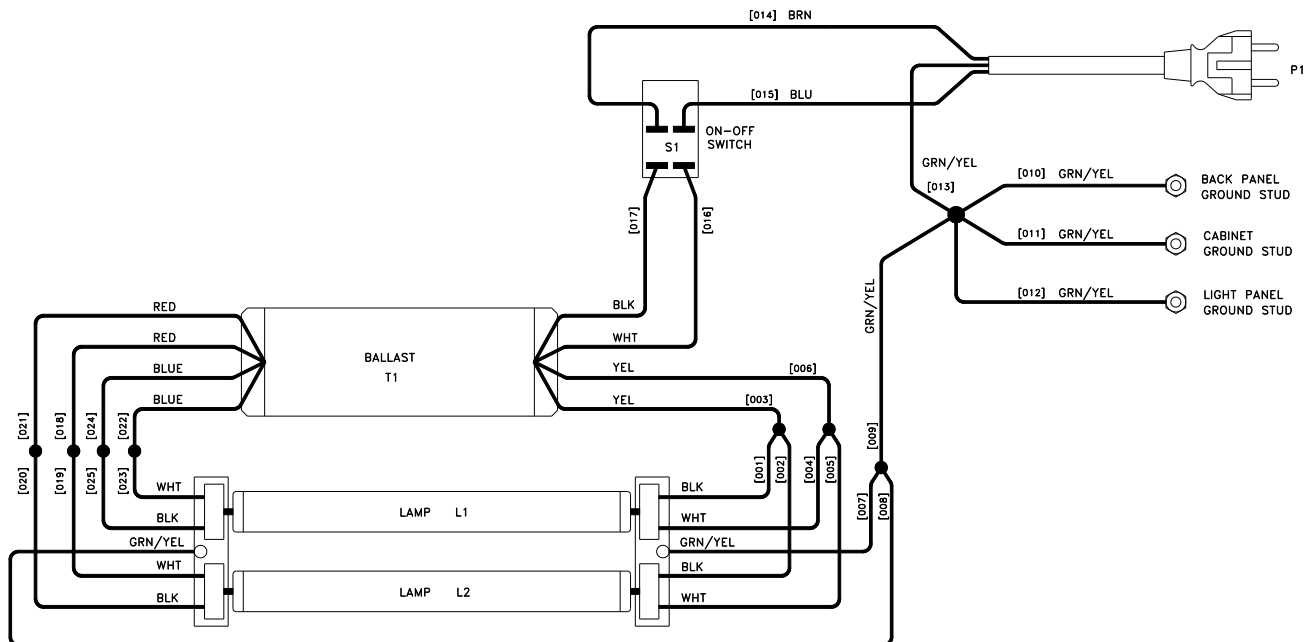 [014] BRN
P1
[015] BLU
ON-OFF
SWITCH
S1
GRN/YEL
[013]
[010] GRN/YEL
BACK PANEL
GROUND STUD
[011] GRN/YEL
CABINET
GROUND STUD
[012] GRN/YEL
LIGHT PANEL
GROUND STUD
[017]
[016]
GRN/YEL
RED
BLK
RED
WHT
BALLAST
T1
BLUE
YEL
[006]
BLUE
YEL
[003]
[021]
[018]
[024]
[022]
[009]
[020]
[019]
[025]
[023]
[001]
[002]
[004]
[005]
[007]
[008]
WHT
BLK
LAMP L1
BLK
WHT
GRN/YEL
GRN/YEL
WHT
BLK
BLK
LAMP L2
WHT